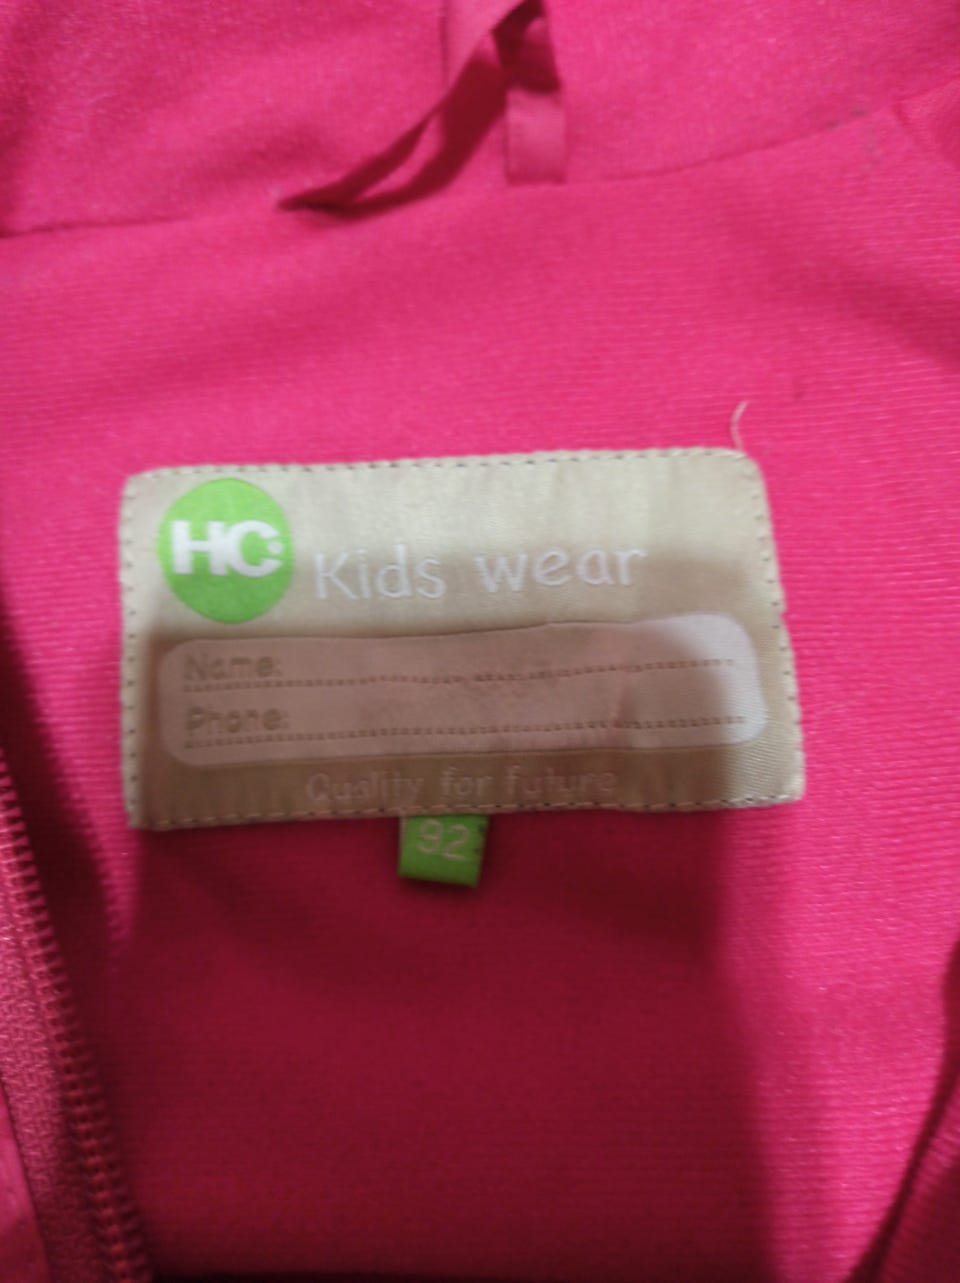 HC
Kids wear
Name:
Phone:
Quality for future
92